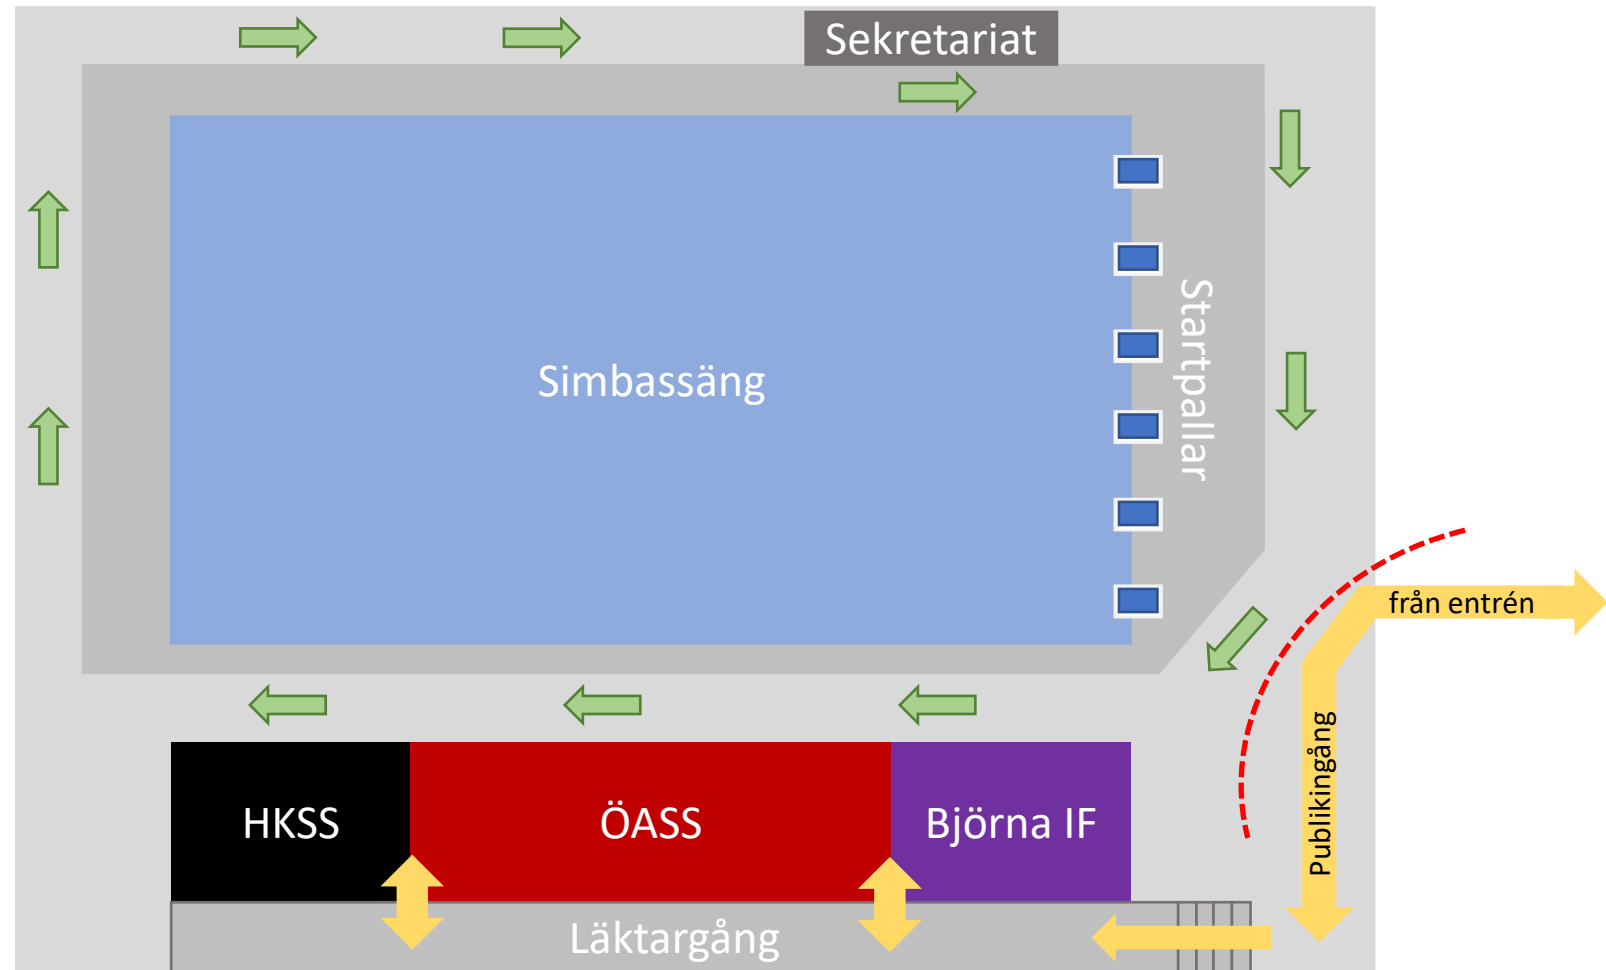 Sekretariat
Startpallar
Simbassäng
från entrén
Publikingång
HKSS
ÖASS
Björna IF
Läktargång